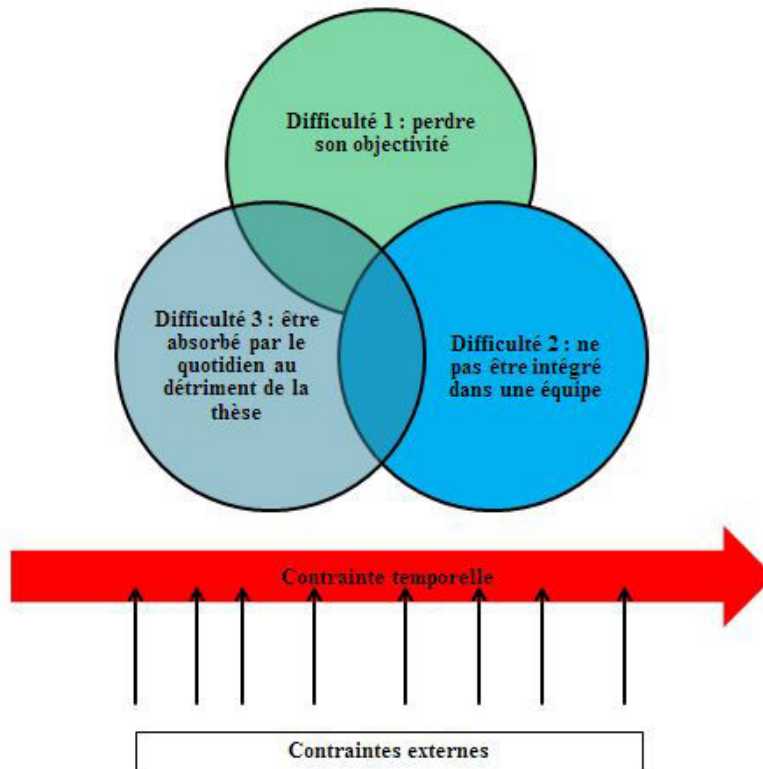 Difficulté 1 : perdre
son objectivité
Difficulté 3 : être
absorbé par le
quotidien au
détriment de la
thèse
Difficulté 2 : ne
pas être intégré
dans une équipe
Contrainte temporelle
Contraintes externes